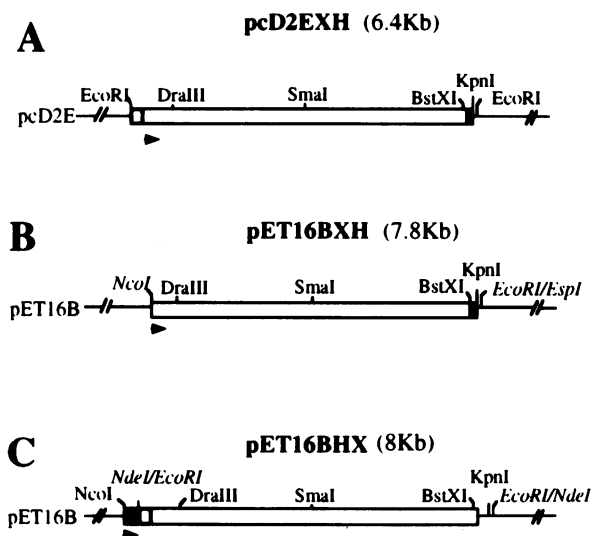 A
pcD2EXH (6.4Kb)
EcoRI DraIII SmaI BstXI KpnI EcoRI
pcD2E
B
pET16BXH (7.8Kb)
NcoI DraIII SmaI BstXI KpnI EcoRI/EspI
pET16B
C
pET16BHX (8Kb)
NdeI/EcoRI
NcoI DraIII SmaI BstXI KpnI EcoRI/NdeI
pET16B